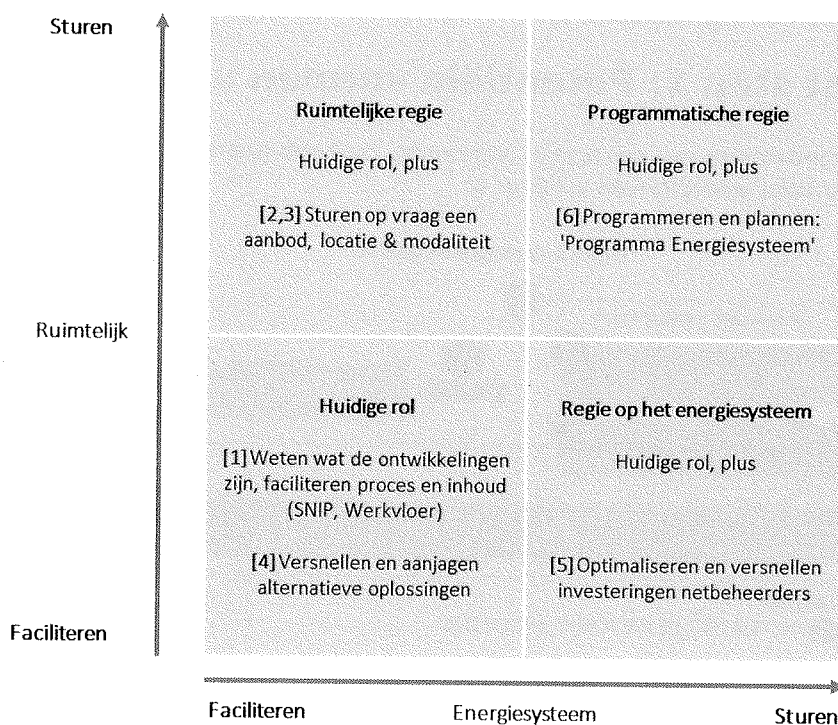 Sturen
Ruimtelijke regie
Huidige rol, plus
[2,3] Sturen op vraag een
aanbod, locatie & modaliteit
Programmatische regie
Huidige rol, plus
[6] Programmeren en plannen:
'Programma Energiesysteem'
Ruimtelijk
Huidige rol
[1] Weten wat de ontwikkelingen
zijn, faciliteren proces en inhoud
(SNIP, Werkvloer)
[4] Versnellen en aanjagen
alternatieve oplossingen
Regie op het energiesysteem
Huidige rol, plus
[5] Optimaliseren en versnellen
investeringen netbeheerders
Faciliteren
Faciliteren
Energiesysteem
Sturen